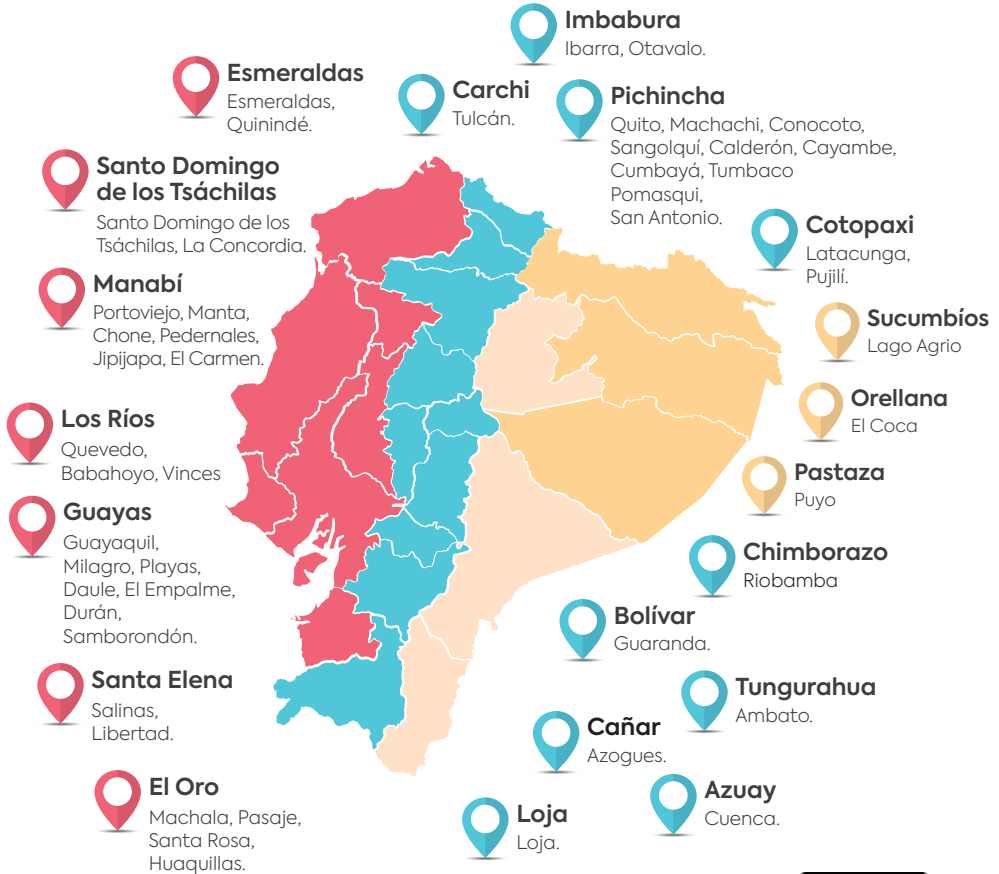 Imbabura
Ibarra, Otavalo.
Esmeraldas
Esmeraldas,
Quinindé.
Carchi
Tulcán.
Pichincha
Quito, Machachi, Conocoto,
Sangolquí, Calderón, Cayambe,
Cumbayá, Tumbaco
Pomasqui,
San Antonio.
Santo Domingo
de los Tsáchilas
Santo Domingo de los
Tsáchilas, La Concordia.
Cotopaxi
Latacunga,
Pujilí.
Manabí
Portoviejo, Manta,
Chone, Pedernales,
Jipijapa, El Carmen.
Sucumbíos
Lago Agrio
Orellana
El Coca
Los Ríos
Quevedo,
Babahoyo, Vinces
Pastaza
Puyo
Guayas
Guayaquil,
Milagro, Playas,
Daule, El Empalme,
Durán,
Samborondón.
Chimborazo
Riobamba
Bolívar
Guaranda.
Santa Elena
Salinas,
Libertad.
Tungurahua
Ambato.
Cañar
Azogues.
El Oro
Machala, Pasaje,
Santa Rosa,
Huaquillas.
Azuay
Cuenca.
Loja
Loja.